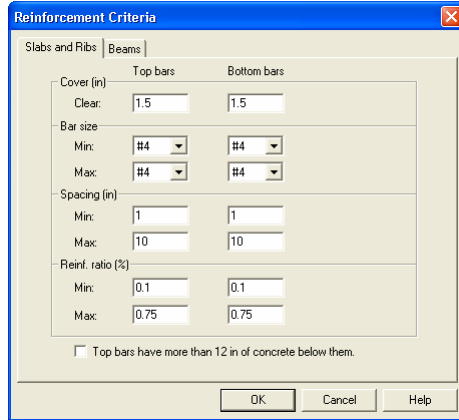 Reinforcement Criteria
Slabs and Ribs Beams
Top bars Bottom bars
Cover (in)
Clear: 1.5 1.5
Bar size
Min: #4 #4
Max: #4 #4
Spacing (in)
Min: 1 1
Max: 10 10
Reinf. ratio (%)
Min: 0.1 0.1
Max: 0.75 0.75
Top bars have more than 12 in of concrete below them.
OK Cancel Help